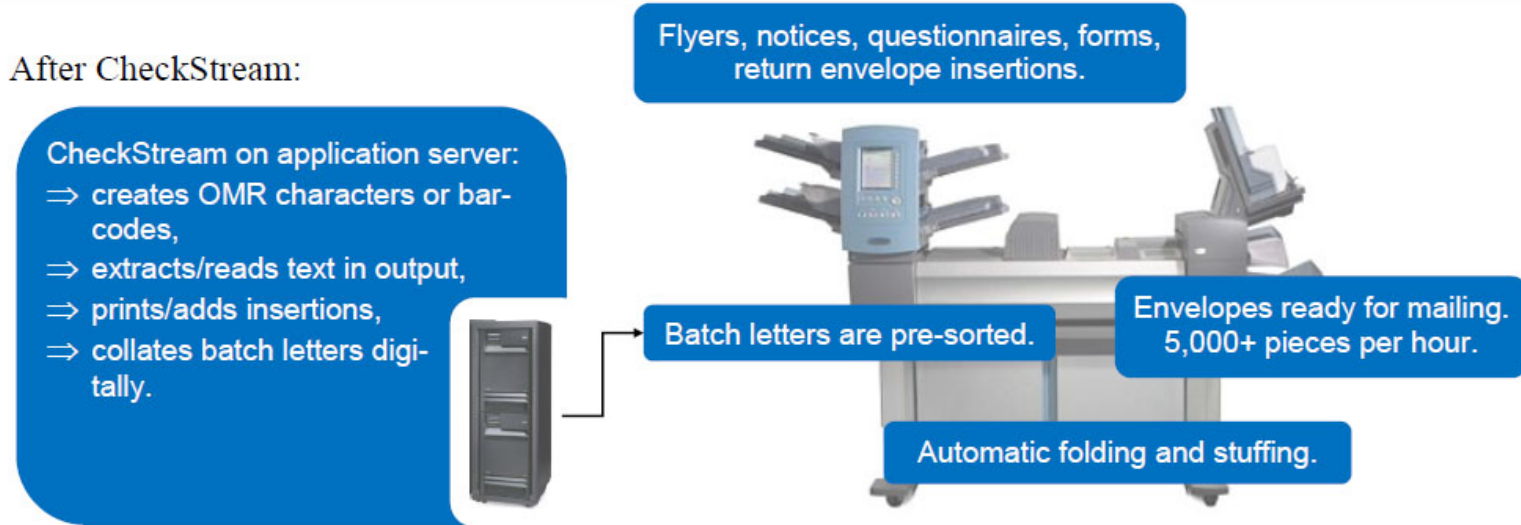 After CheckStream:
CheckStream on application server:
⇒ creates OMR characters or bar-
codes,
⇒ extracts/reads text in output,
⇒ prints/adds insertions,
⇒ collates batch letters digi-
tally.
Flyers, notices, questionnaires, forms,
return envelope insertions.
Batch letters are pre-sorted.
Envelopes ready for mailing.
5,000+ pieces per hour.
Automatic folding and stuffing.